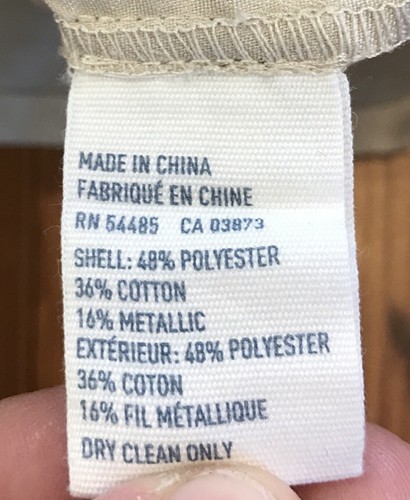 MADE IN CHINA
FABRIQUÉ EN CHINE
RN 54485 CA 03873
SHELL: 48% POLYESTER
36% COTTON
16% METALLIC
EXTÉRIEUR: 48% POLYESTER
36% COTON
16% FIL MÉTALLIQUE
DRY CLEAN ONLY